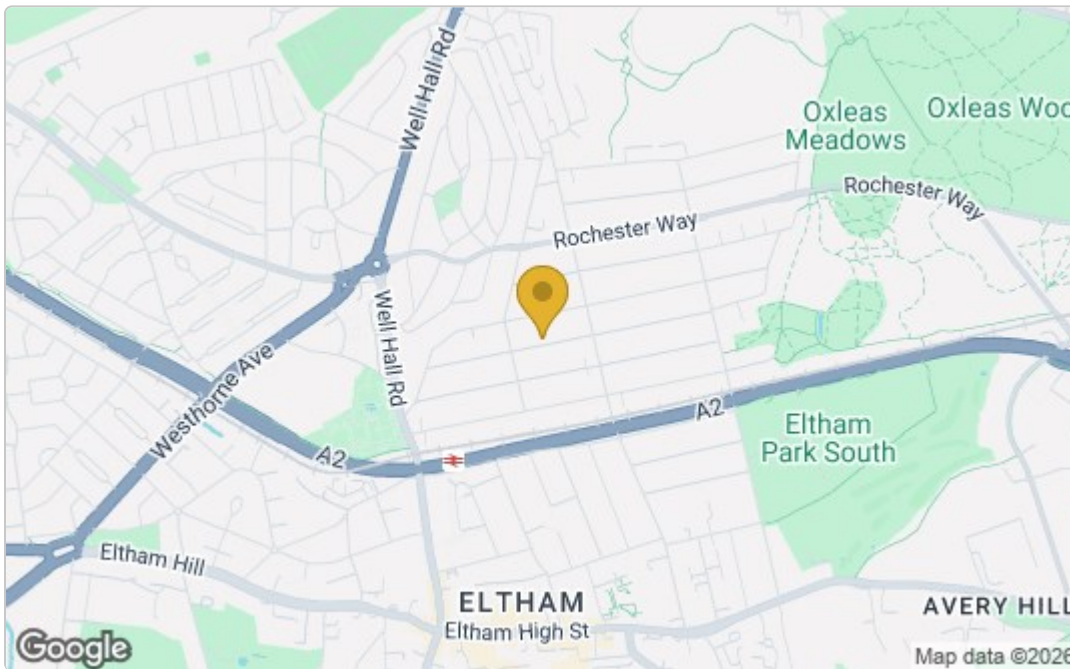 Well Hall Rd
Oxleas
Meadows
Oxleas Woo
Rochester Way
Rochester Way
Well Hall Rd
Westhorne Ave
A2
A2
Eltham
Park South
Eltham Hill
ELTHAM
Eltham High St
AVERY HILL
Google
Map data ©2026